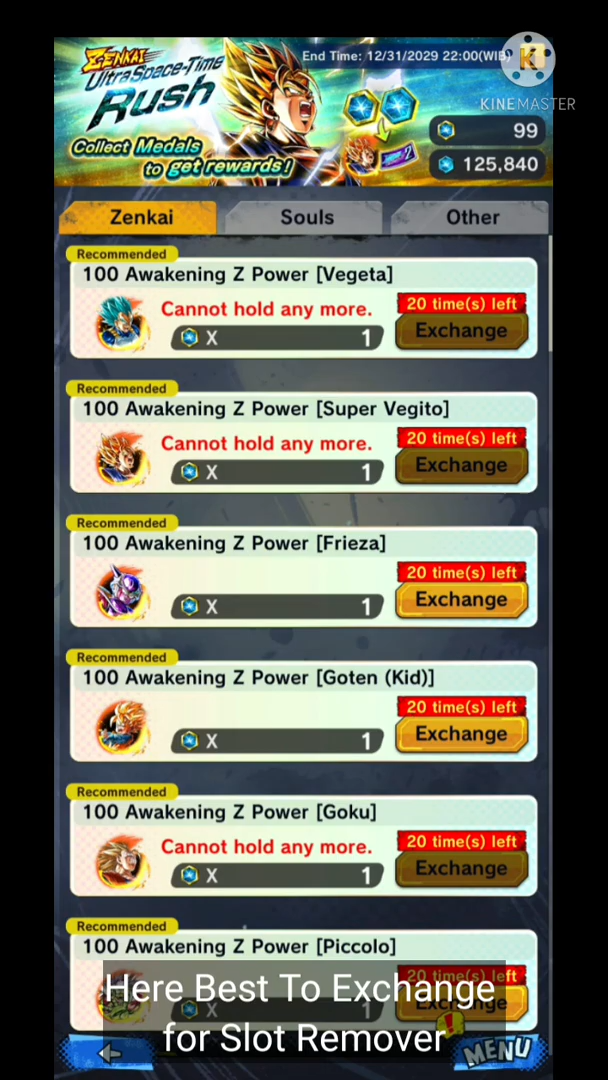 ZENKAI
Ultra Space-Time
Rush
Collect Medals
to get rewards!
End Time: 12/31/2029 22:00(WIB)
KINEMASTER
99
125,840
Zenkai
Souls
Other
Recommended
100 Awakening Z Power [Vegeta]
Cannot hold any more.
20 time(s) left
X 1
Exchange
Recommended
100 Awakening Z Power [Super Vegito]
Cannot hold any more.
20 time(s) left
X 1
Exchange
Recommended
100 Awakening Z Power [Frieza]
20 time(s) left
X 1
Exchange
Recommended
100 Awakening Z Power [Goten (Kid)]
20 time(s) left
X 1
Exchange
Recommended
100 Awakening Z Power [Goku]
Cannot hold any more.
20 time(s) left
X 1
Exchange
Recommended
100 Awakening Z Power [Piccolo]
20 time(s) left
X 1
Exchange
Here Best To Exchange
for Slot Remover
MENU